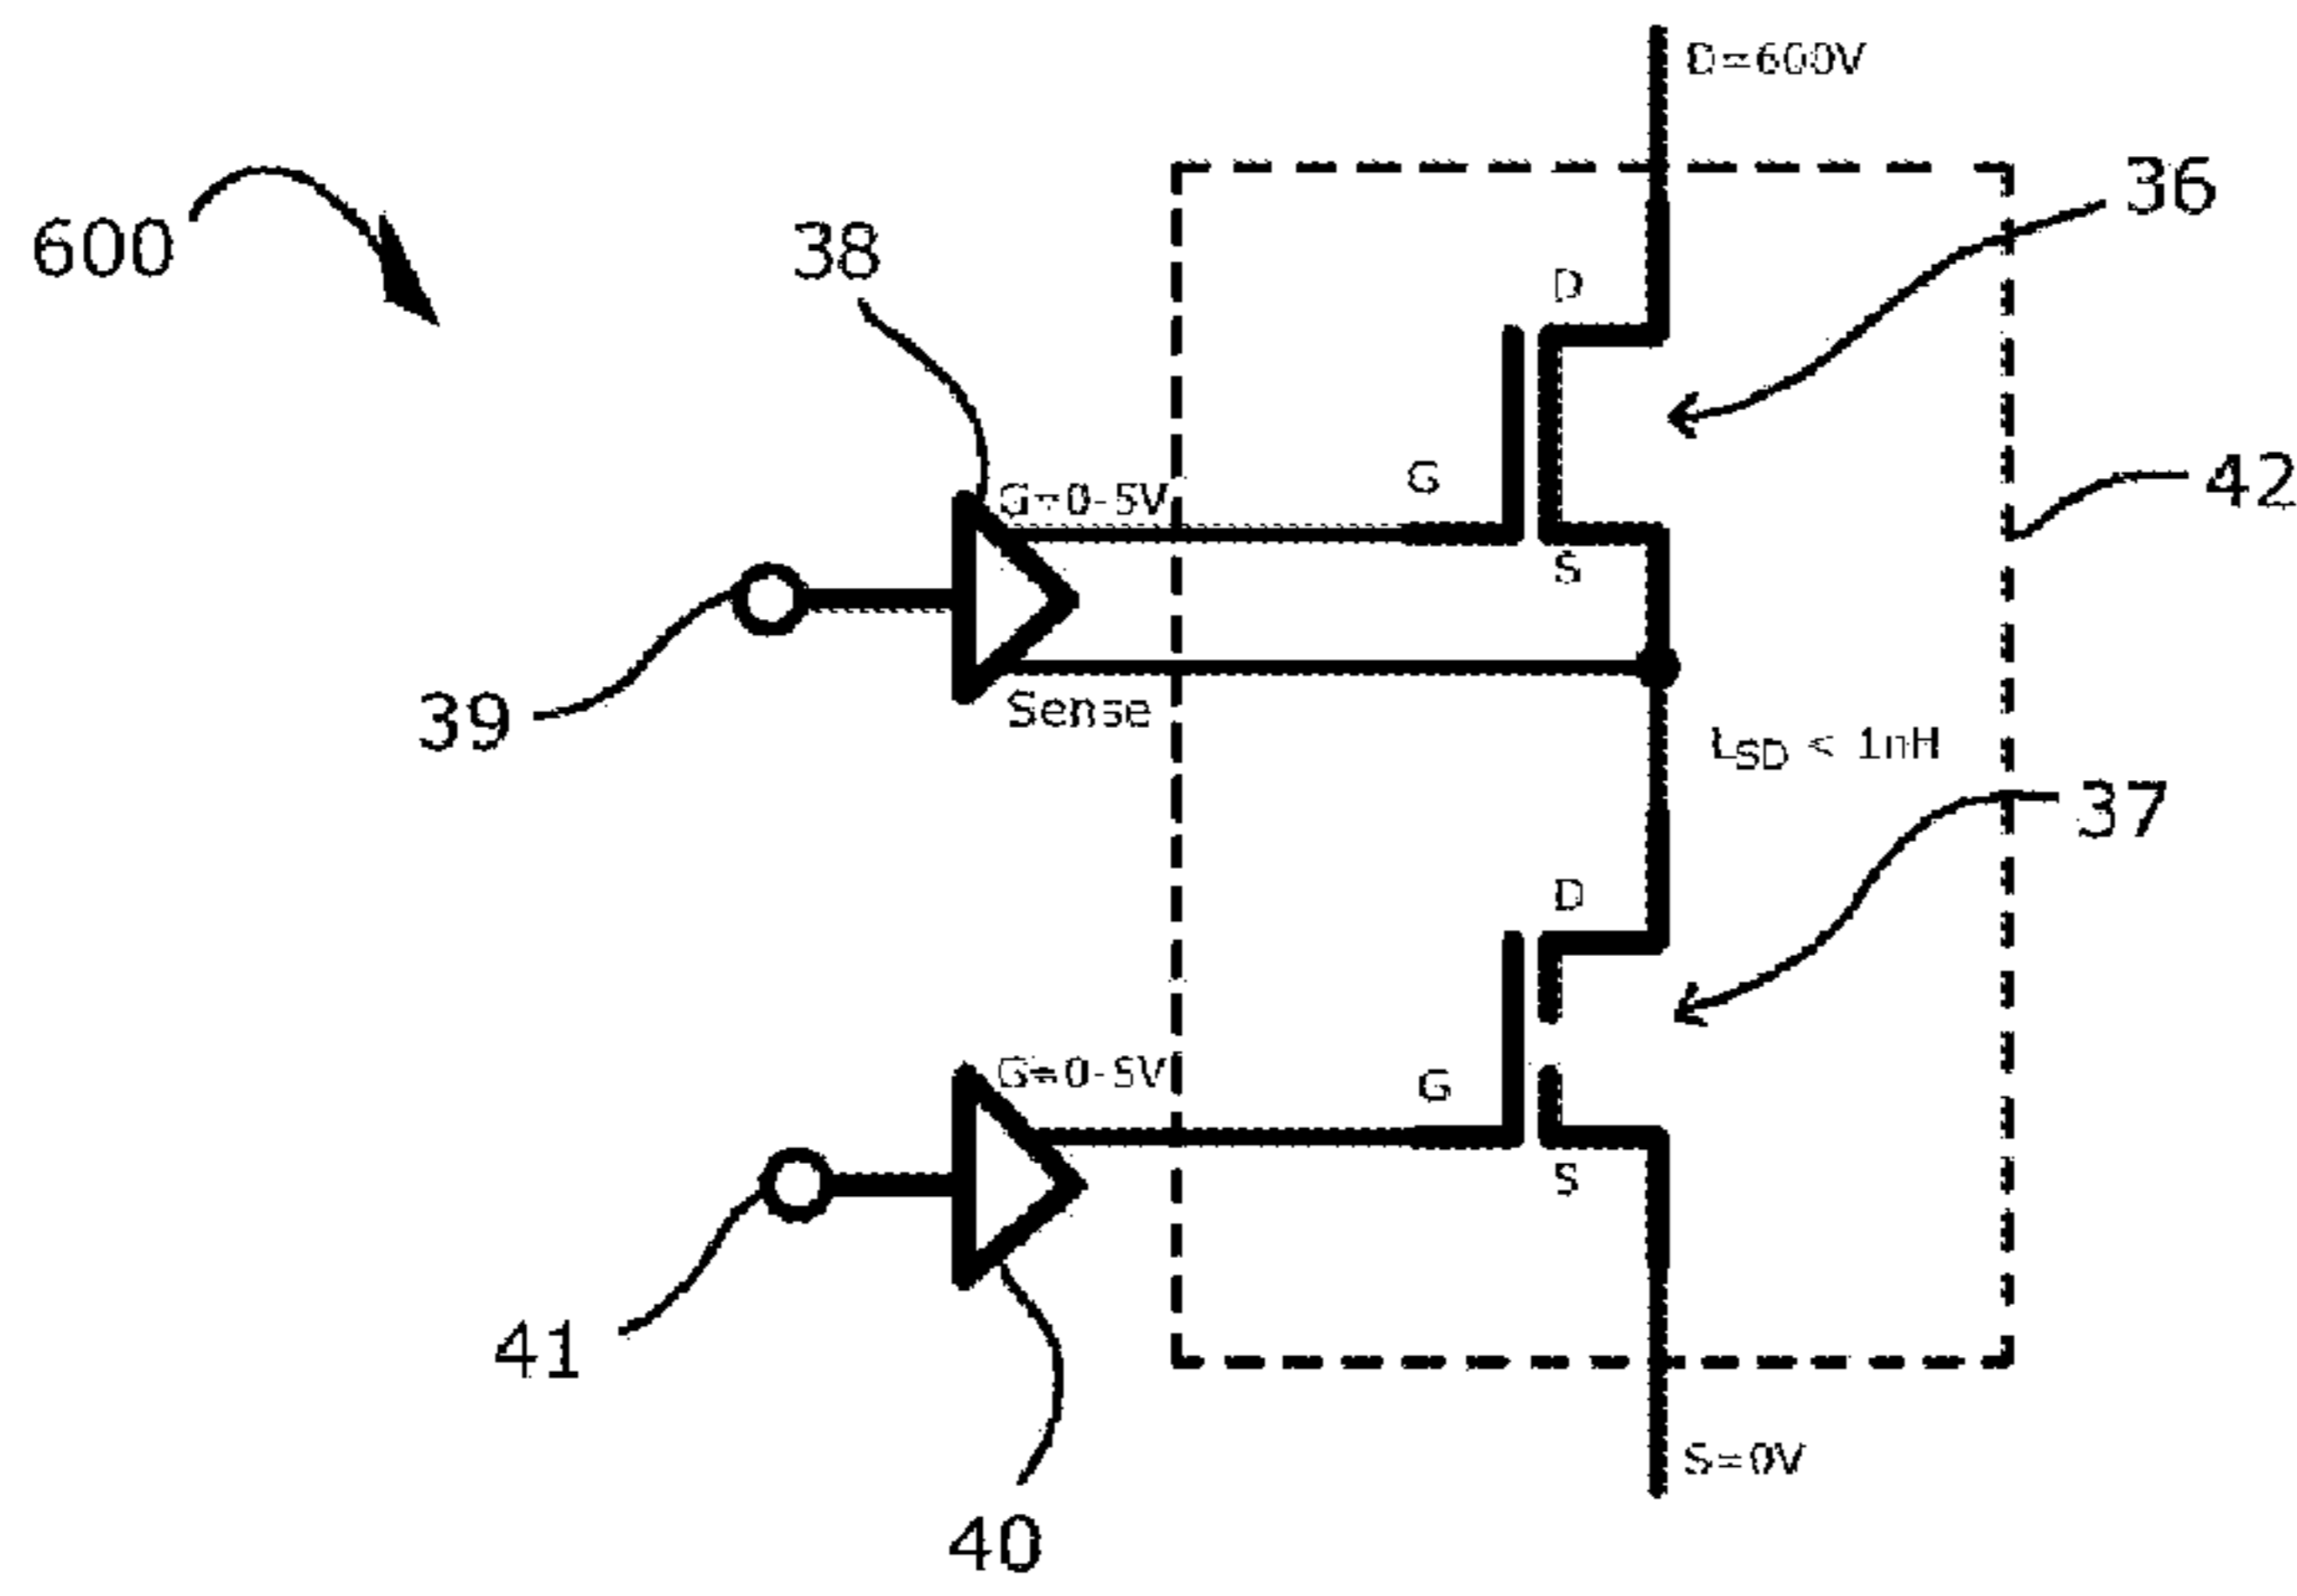 D=600V
36
600
38
D
42
G
G=0-5V
S
39
Sense
LSD < 1nH
37
D
G=0-5V
G
S
41
S=0V
40